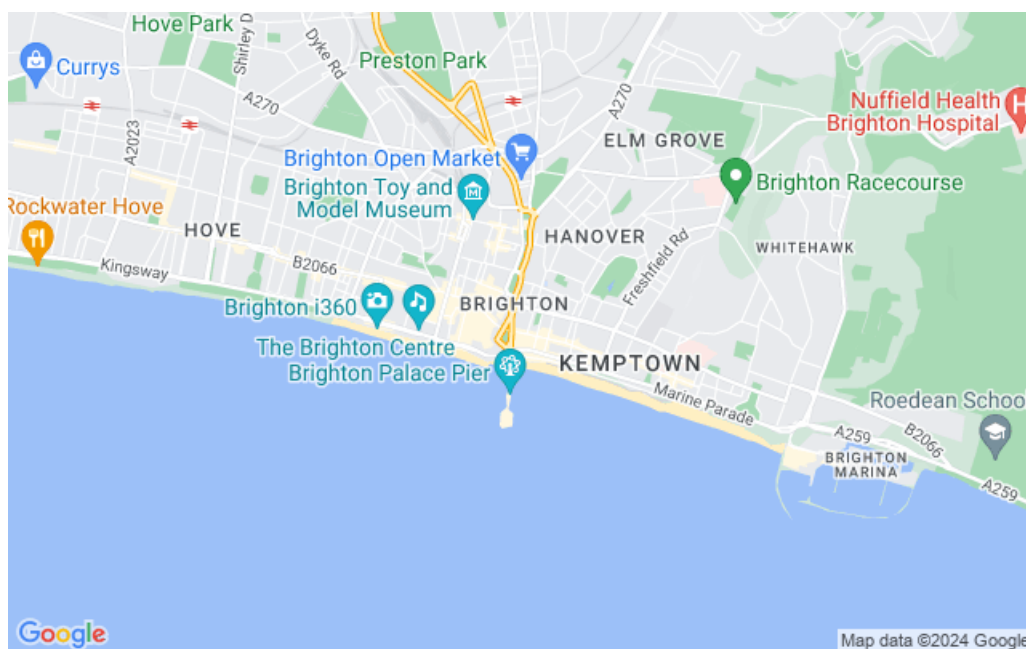 Hove Park
Shirley D
Dyke Rd
Preston Park
Currys
A270
A270
A2023
Nuffield Health
Brighton Hospital
ELM GROVE
Brighton Open Market
Brighton Toy and
Model Museum
Brighton Racecourse
Rockwater Hove
HOVE
HANOVER
WHITEHAWK
Kingsway
B2066
Freshfield Rd
Brighton i360
BRIGHTON
The Brighton Centre
Brighton Palace Pier
KEMPTOWN
Marine Parade
Roedean Schoo
A259
B2066
BRIGHTON
MARINA
A259
Google
Map data ©2024 Google